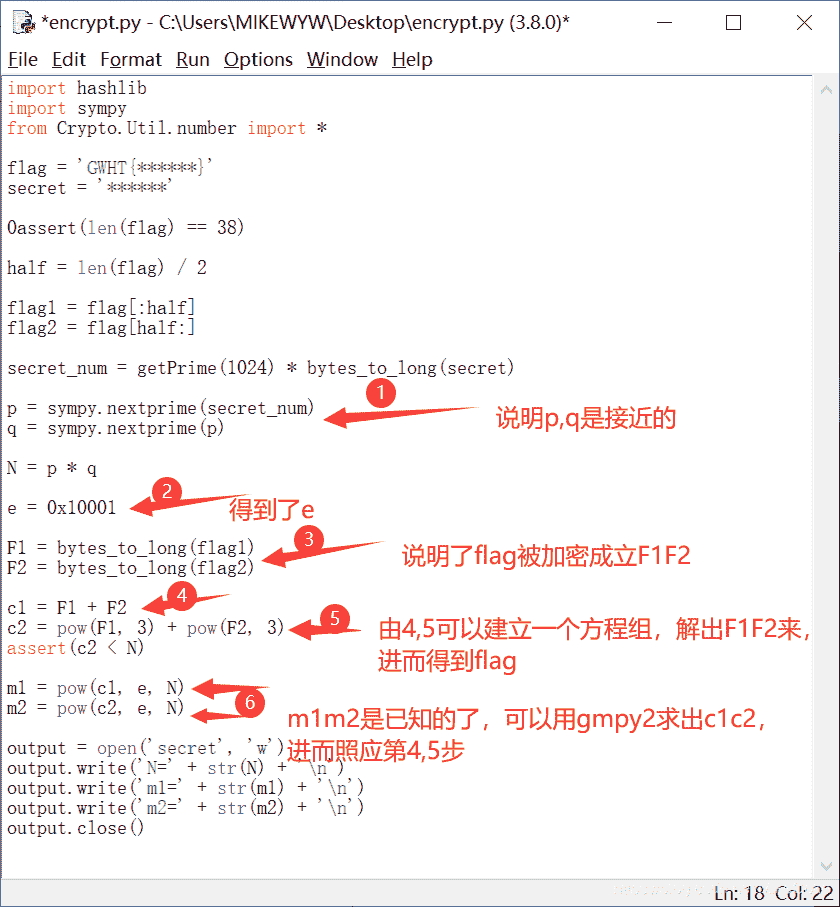 *encrypt.py - C:\Users\MIKEWYW\Desktop\encrypt.py (3.8.0)*
File Edit Format Run Options Window Help
import hashlib
import sympy
from Crypto.Util.number import *
flag = 'GWHT{******}'
secret = '******'
0assert(len(flag) == 38)
half = len(flag) / 2
flag1 = flag[:half]
flag2 = flag[half:]
secret_num = getPrime(1024) * bytes_to_long(secret)
1
p = sympy.nextprime(secret_num)
说明p,q是接近的
q = sympy.nextprime(p)
N = p * q
2
e = 0x10001
得到了e
3
F1 = bytes_to_long(flag1)
说明了flag被加密成立F1F2
F2 = bytes_to_long(flag2)
4
c1 = F1 + F2
5
c2 = pow(F1, 3) + pow(F2, 3)
由4,5可以建立一个方程组，解出F1F2来，
assert(c2 < N)
进而得到flag
m1 = pow(c1, e, N)
6
m2 = pow(c2, e, N)
m1m2是已知的了，可以用gmpy2求出c1c2，
output = open('secret', 'w')
进而照应第4,5步
output.write('N=' + str(N) + '\n')
output.write('m1=' + str(m1) + '\n')
output.write('m2=' + str(m2) + '\n')
output.close()
Ln: 18 Col: 22